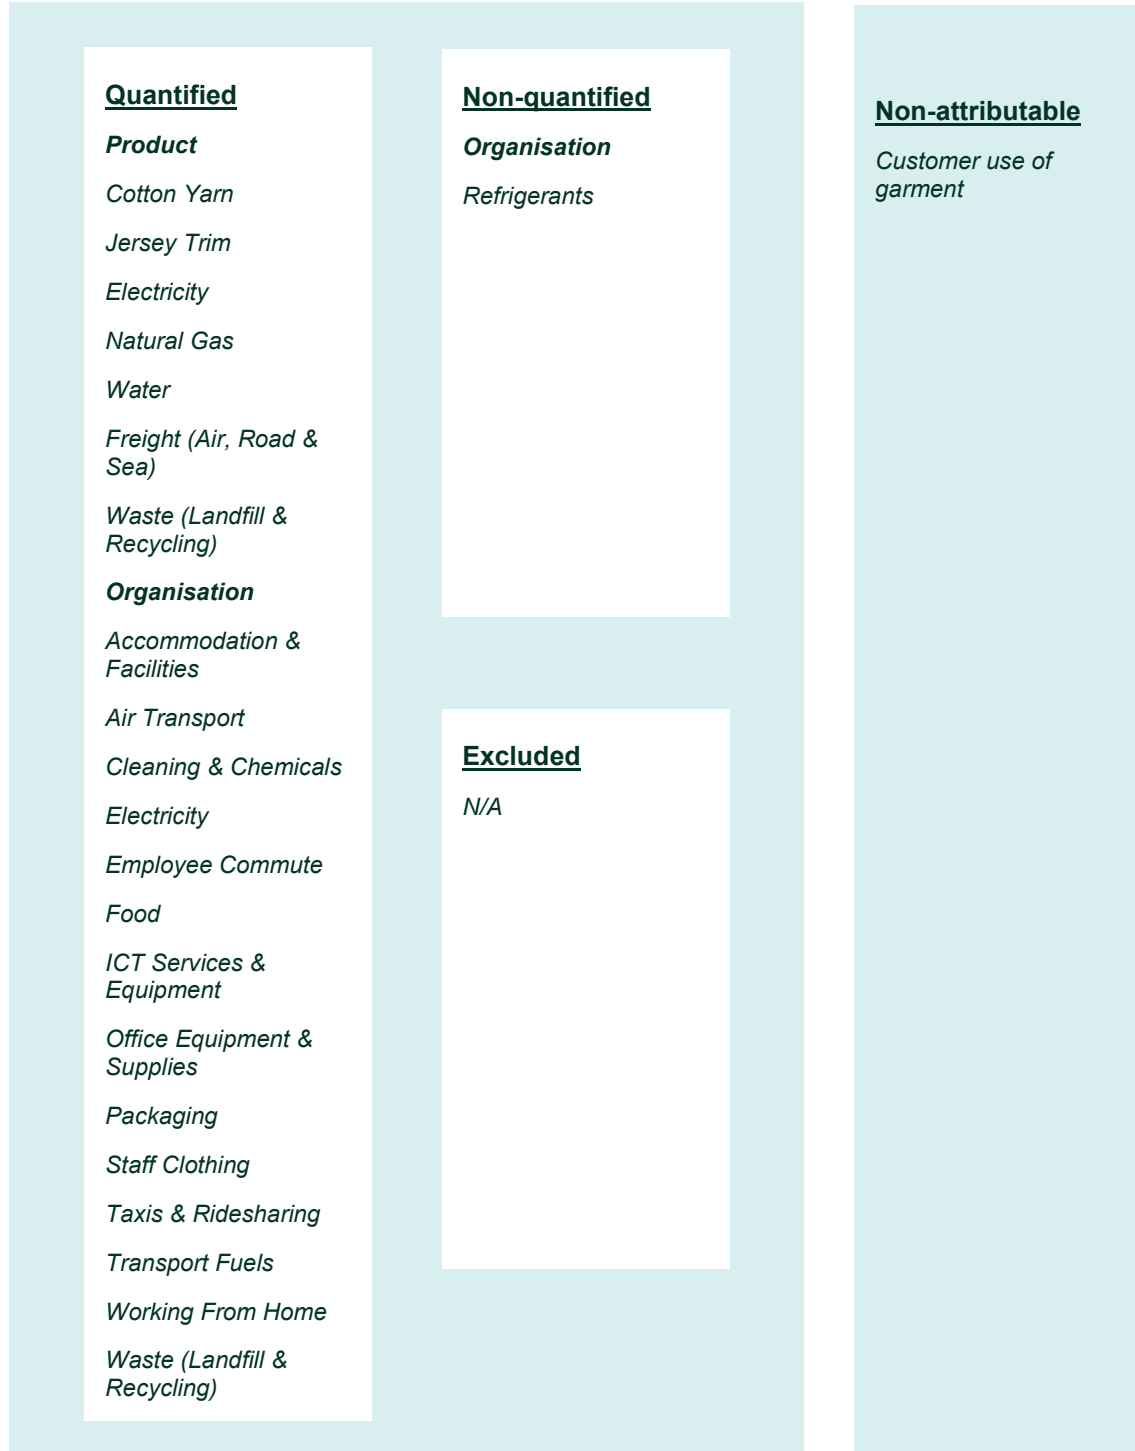 Quantified
Product
Cotton Yarn
Jersey Trim
Electricity
Natural Gas
Water
Freight (Air, Road &
Sea)
Waste (Landfill &
Recycling)
Organisation
Accommodation &
Facilities
Air Transport
Cleaning & Chemicals
Electricity
Employee Commute
Food
ICT Services &
Equipment
Office Equipment &
Supplies
Packaging
Staff Clothing
Taxis & Ridesharing
Transport Fuels
Working From Home
Waste (Landfill &
Recycling)
Non-quantified
Organisation
Refrigerants
Excluded
N/A
Non-attributable
Customer use of
garment